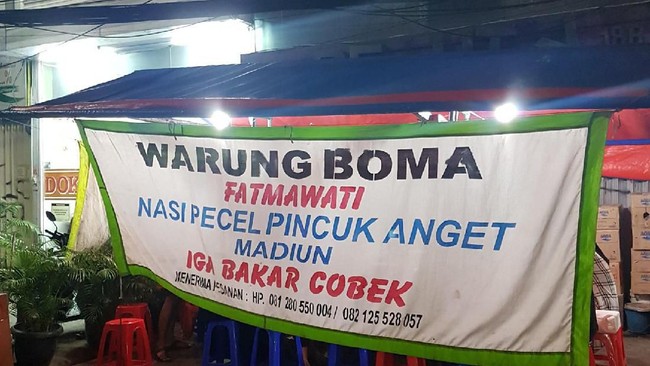 WARUNG BOMA
FATMAWATI
NASI PECEL PINCUK ANGET
MADIUN
IGA BAKAR COBEK
MENERIMA PESANAN : HP. 081 280 550 004 / 082 125 528 057
DOK